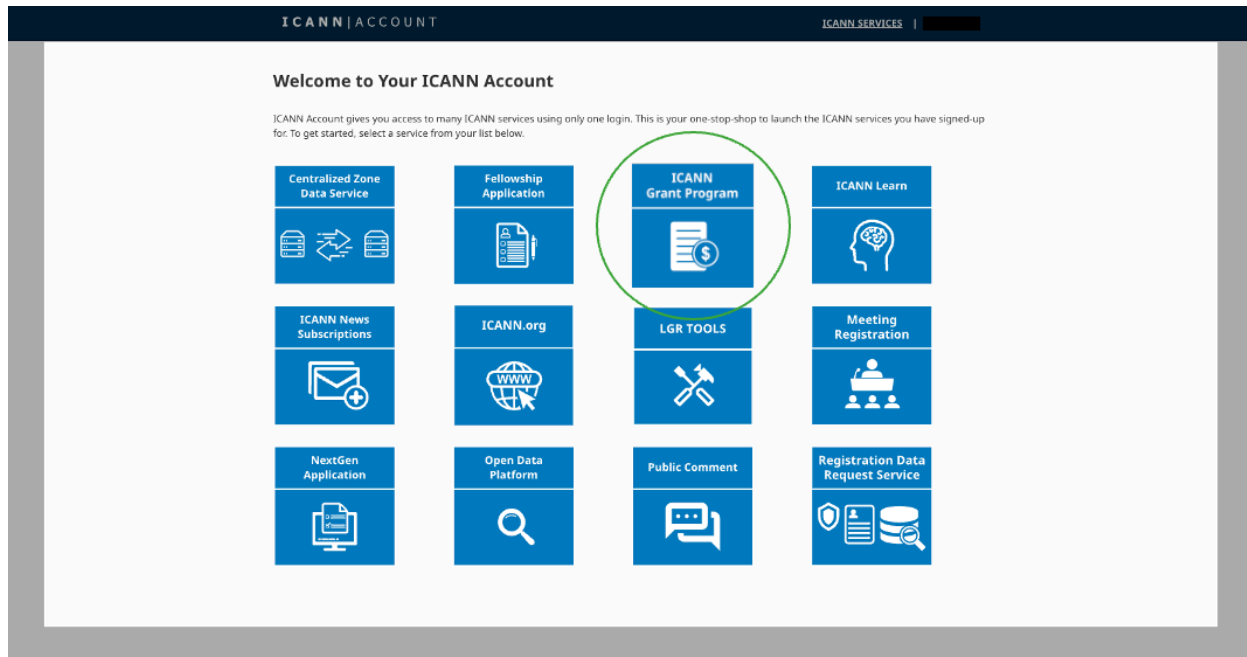 ICANN|ACCOUNT
ICANN SERVICES |
Welcome to Your ICANN Account
ICANN Account gives you access to many ICANN services using only one login. This is your one-stop-shop to launch the ICANN services you have signed-up
for. To get started, select a service from your list below.
Centralized Zone
Data Service
Fellowship
Application
ICANN
Grant Program
$
ICANN Learn
ICANN News
Subscriptions
ICANN.org
WWW
LGR TOOLS
Meeting
Registration
NextGen
Application
Open Data
Platform
Public Comment
Registration Data
Request Service